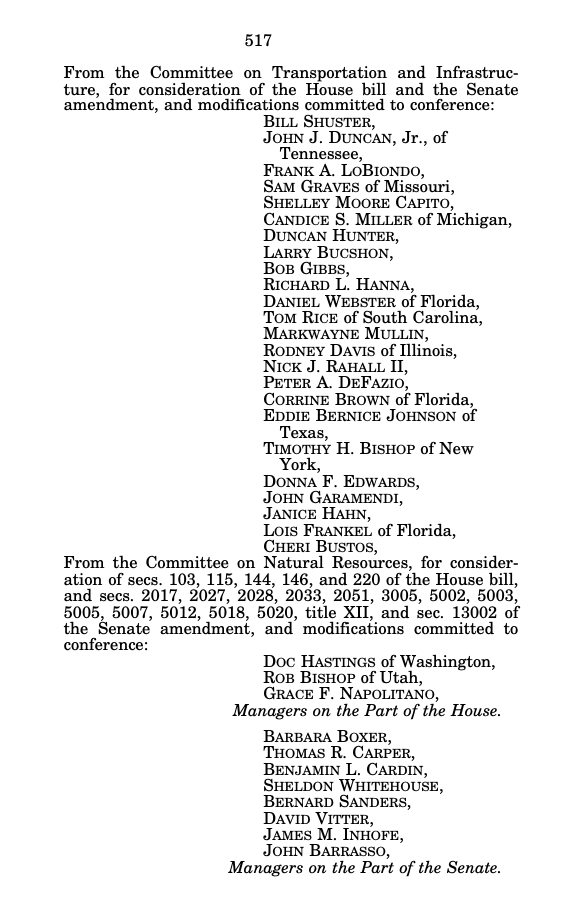 517
From the Committee on Transportation and Infrastruc-
ture, for consideration of the House bill and the Senate
amendment, and modifications committed to conference:
BILL SHUSTER,
JOHN J. DUNCAN, Jr., of
Tennessee,
FRANK A. LOBIONDO,
SAM GRAVES of Missouri,
SHELLEY MOORE CAPITO,
CANDICE S. MILLER of Michigan,
DUNCAN HUNTER,
LARRY BUCSHON,
BOB GIBBS,
RICHARD L. HANNA,
DANIEL WEBSTER of Florida,
TOM RICE of South Carolina,
MARKWAYNE MULLIN,
RODNEY DAVIS of Illinois,
NICK J. RAHALL II,
PETER A. DEFAZIO,
CORRINE BROWN of Florida,
EDDIE BERNICE JOHNSON of
Texas,
TIMOTHY H. BISHOP of New
York,
DONNA F. EDWARDS,
JOHN GARAMENDI,
JANICE HAHN,
LOIS FRANKEL of Florida,
CHERI BUSTOS,
From the Committee on Natural Resources, for consider-
ation of secs. 103, 115, 144, 146, and 220 of the House bill,
and secs. 2017, 2027, 2028, 2033, 2051, 3005, 5002, 5003,
5005, 5007, 5012, 5018, 5020, title XII, and sec. 13002 of
the Senate amendment, and modifications committed to
conference:
DOC HASTINGS of Washington,
ROB BISHOP of Utah,
GRACE F. NAPOLITANO,
Managers on the Part of the House.
BARBARA BOXER,
THOMAS R. CARPER,
BENJAMIN L. CARDIN,
SHELDON WHITEHOUSE,
BERNARD SANDERS,
DAVID VITTER,
JAMES M. INHOFE,
JOHN BARRASSO,
Managers on the Part of the Senate.